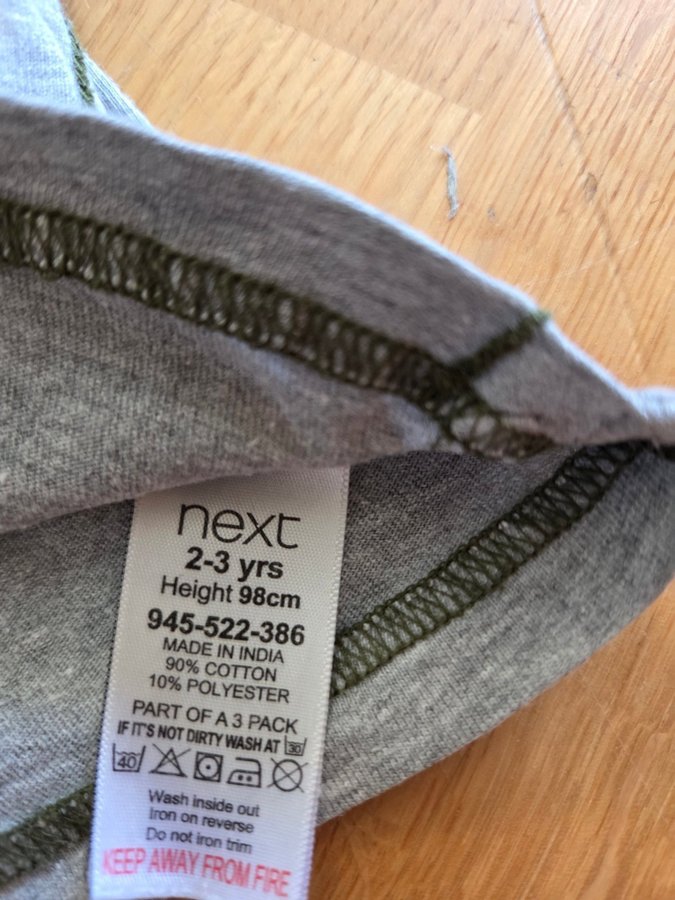 next
2-3 yrs
Height 98cm
945-522-386
MADE IN INDIA
90% COTTON
10% POLYESTER
PART OF A 3 PACK
IF IT'S NOT DIRTY WASH AT 30
40
Wash inside out
Iron on reverse
Do not iron trim
KEEP AWAY FROM FIRE